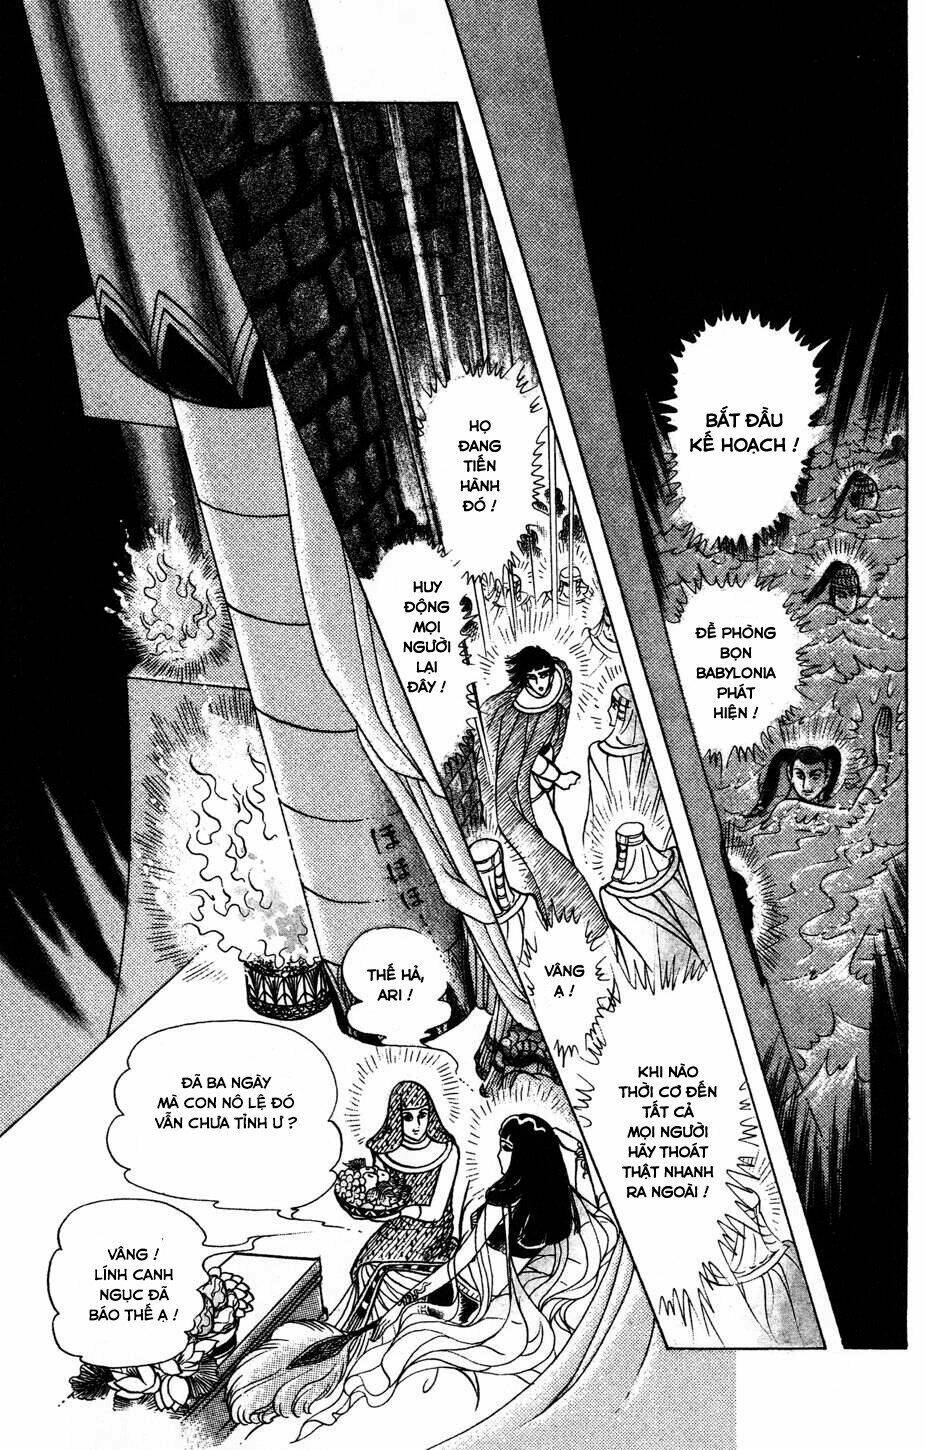 BẮT ĐẦU
KẾ HOẠCH !
ĐỀ PHÒNG
BỌN
BABYLONIA
PHÁT
HIỆN !
HỌ
ĐANG
TIẾN
HÀNH
ĐÓ !
HUY
ĐỘNG
MỌI
NGƯỜI
LẠI
ĐÂY !
VÂNG
Ạ !
KHI NÀO
THỜI CƠ ĐẾN
TẤT CẢ
MỌI NGƯỜI
HÃY THOÁT
THẬT NHANH
RA NGOÀI !
ほほほ!
THẾ HẢ,
ARI !
ĐÃ BA NGÀY
MÀ CON NÔ LỆ ĐÓ
VẪN CHƯA TỈNH Ư ?
VÂNG !
LÍNH CANH
NGỤC ĐÃ
BÁO THẾ Ạ !